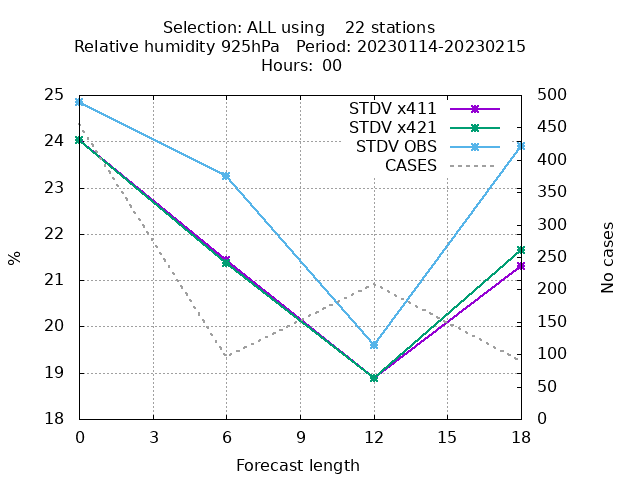 Selection: ALL using    22 stations
Relative humidity 925hPa   Period: 20230114-20230215
Hours: 00
STDV x411
STDV x421
STDV OBS
CASES
25
24
23
22
21
20
19
18
%
500
450
400
350
300
250
200
150
100
50
0
No cases
0 3 6 9 12 15 18
Forecast length